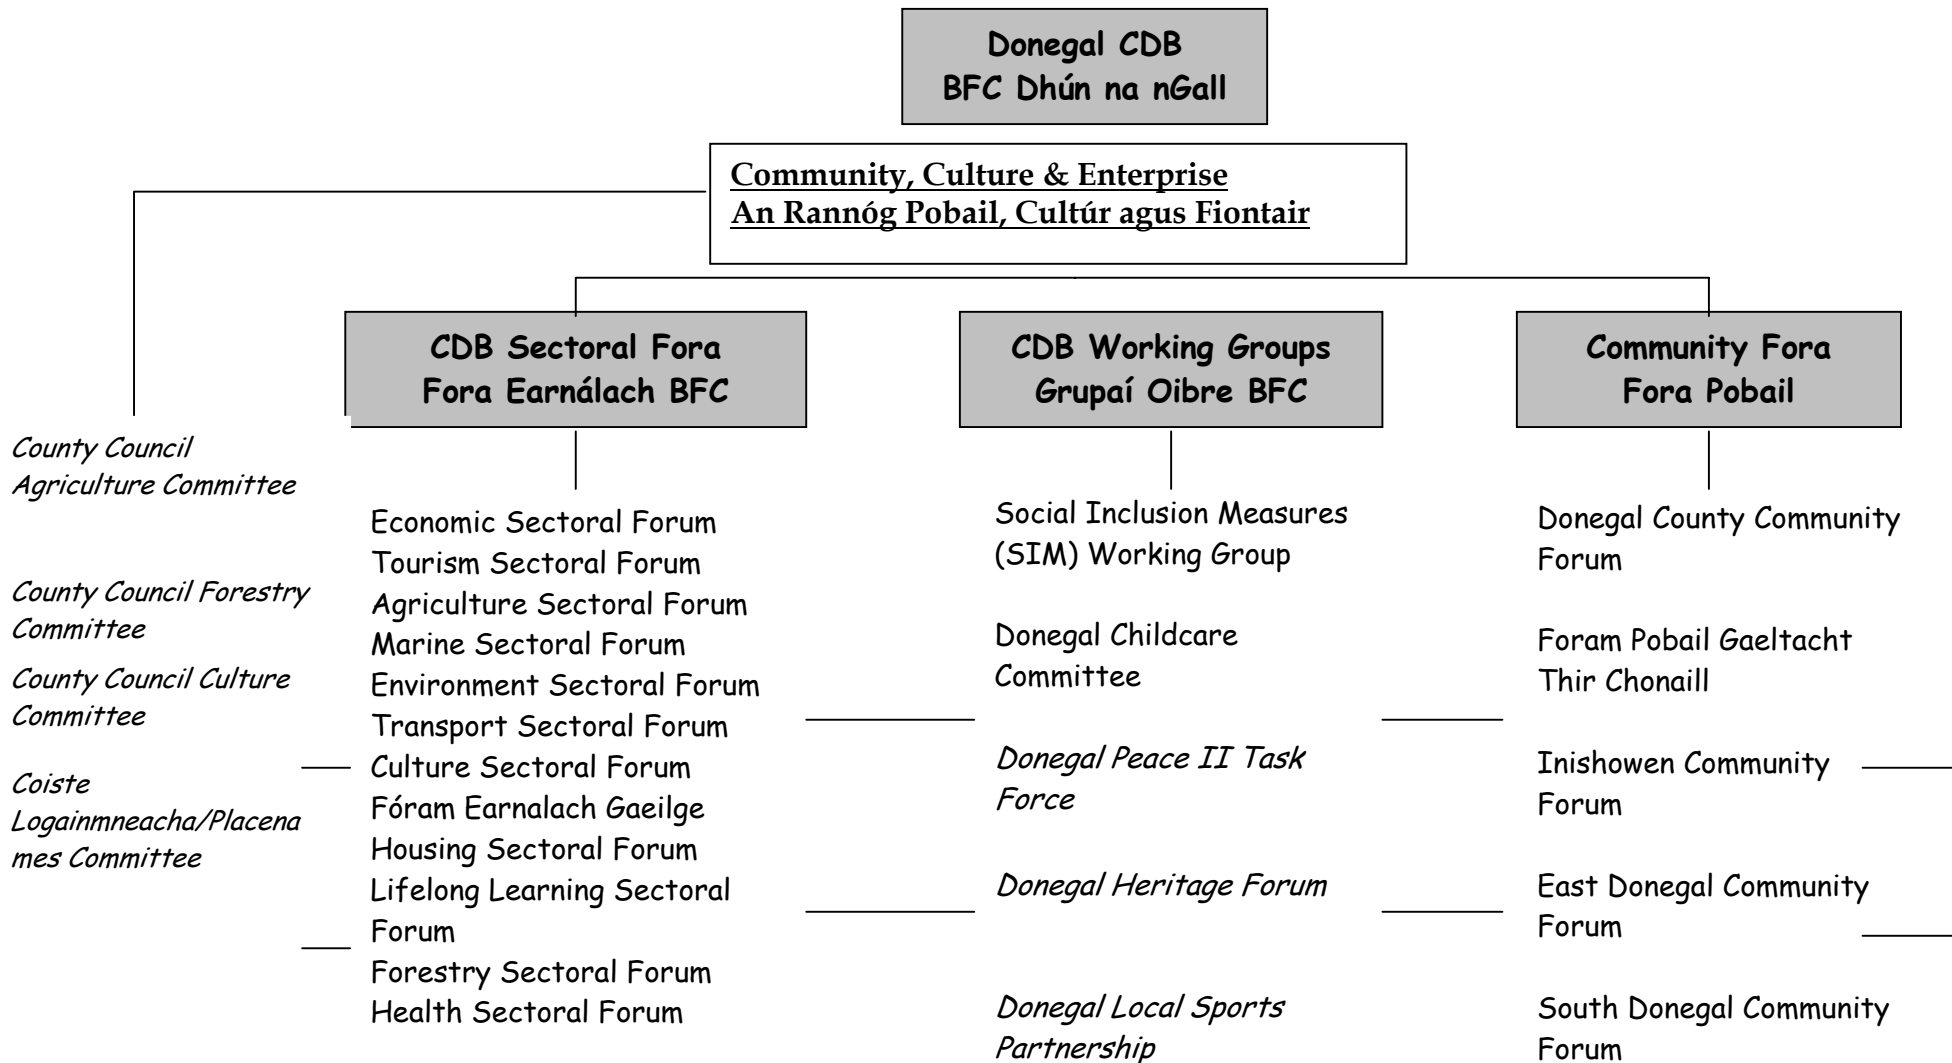 Donegal CDB
BFC Dhún na nGall
Community, Culture & Enterprise
An Rannóg Pobail, Cultúr agus Fiontair
CDB Sectoral Fora
Fora Earnálach BFC
CDB Working Groups
Grupaí Oibre BFC
Community Fora
Fora Pobail
County Council
Agriculture Committee
County Council Forestry
Committee
County Council Culture
Committee
Coiste
Logainmneacha/Placena
mes Committee
Economic Sectoral Forum
Tourism Sectoral Forum
Agriculture Sectoral Forum
Marine Sectoral Forum
Environment Sectoral Forum
Transport Sectoral Forum
Culture Sectoral Forum
Fóram Earnalach Gaeilge
Housing Sectoral Forum
Lifelong Learning Sectoral
Forum
Forestry Sectoral Forum
Health Sectoral Forum
Social Inclusion Measures
(SIM) Working Group
Donegal Childcare
Committee
Donegal Peace II Task
Force
Donegal Heritage Forum
Donegal Local Sports
Partnership
Donegal County Community
Forum
Foram Pobail Gaeltacht
Thir Chonaill
Inishowen Community
Forum
East Donegal Community
Forum
South Donegal Community
Forum